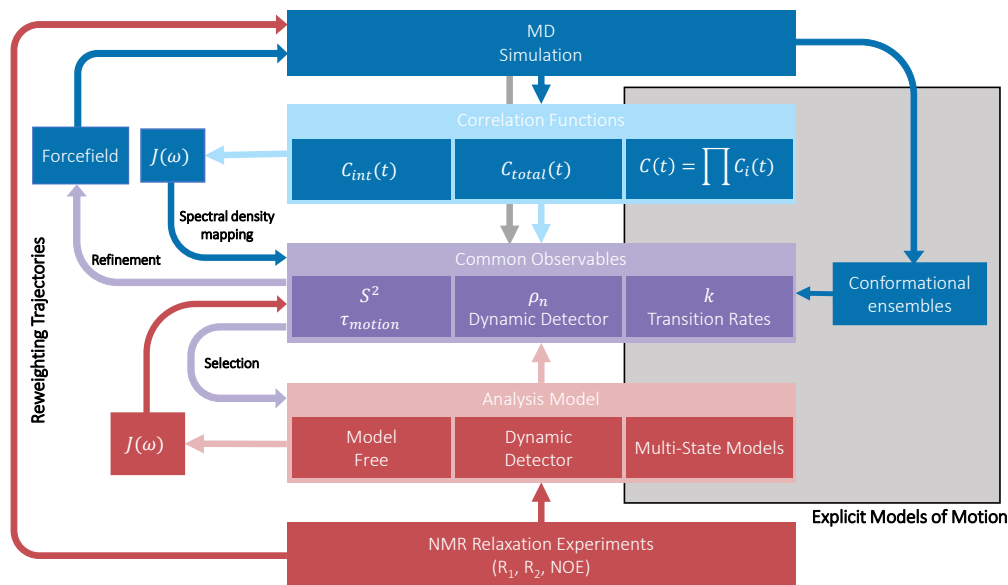 MD
Simulation
Correlation Functions
Forcefield
J(ω)
C_int(t)
C_total(t)
C(t) = ∏ C_i(t)
Spectral density
mapping
Refinement
Common Observables
S²
τ_motion
ρ_n
Dynamic Detector
k
Transition Rates
Conformational
ensembles
Reweighting Trajectories
Selection
Analysis Model
J(ω)
Model
Free
Dynamic
Detector
Multi-State Models
Explicit Models of Motion
NMR Relaxation Experiments
(R₁, R₂, NOE)